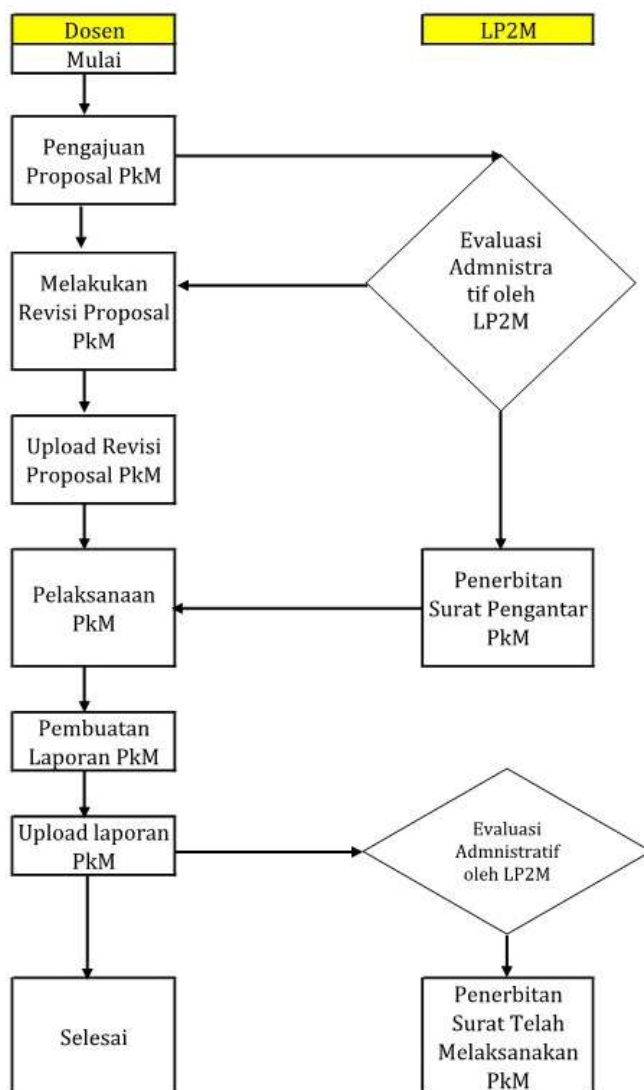 Dosen
LP2M
Mulai
Pengajuan
Proposal PkM
Evaluasi
Admnistra
tif oleh
LP2M
Melakukan
Revisi Proposal
PkM
Upload Revisi
Proposal PkM
Pelaksanaan
PkM
Penerbitan
Surat Pengantar
PkM
Pembuatan
Laporan PkM
Upload laporan
PkM
Evaluasi
Admnistratif
oleh LP2M
Selesai
Penerbitan
Surat Telah
Melaksanakan
PkM